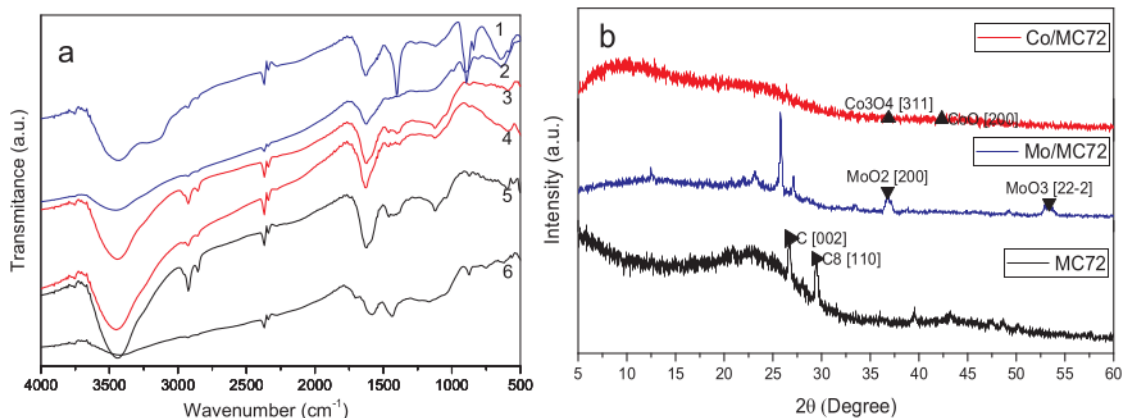 a
1
2
3
4
5
6
Transmitance (a.u.)
4000 3500 3000 2500 2000 1500 1000 500
Wavenumber (cm⁻¹)
b
Co/MC72
Co3O4 [311]
CoO [200]
Mo/MC72
MoO2 [200]
MoO3 [22-2]
C [002]
C8 [110]
MC72
Intensity (a.u.)
5 10 15 20 25 30 35 40 45 50 55 60
2θ (Degree)